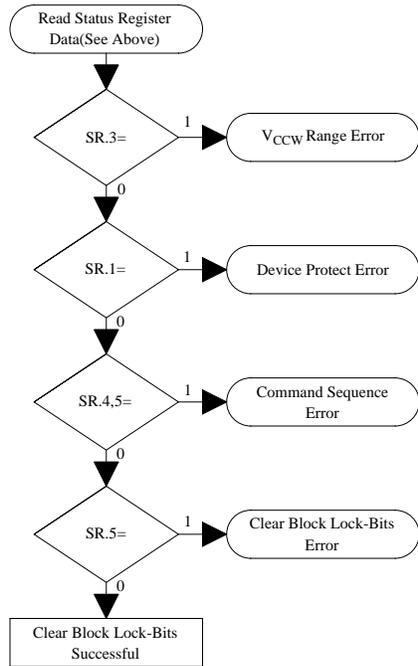 Read Status Register
Data(See Above)
SR.3=
1
VCCW Range Error
0
SR.1=
1
Device Protect Error
0
SR.4,5=
1
Command Sequence
Error
0
SR.5=
1
Clear Block Lock-Bits
Error
0
Clear Block Lock-Bits
Successful